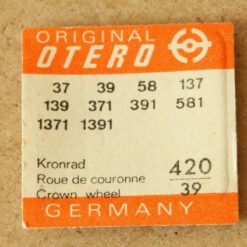 ORIGINAL
OTERO
37 39 58 137
139 371 391 581
1371 1391
Kronrad
Roue de couronne
Crown wheel
420
39
GERMANY